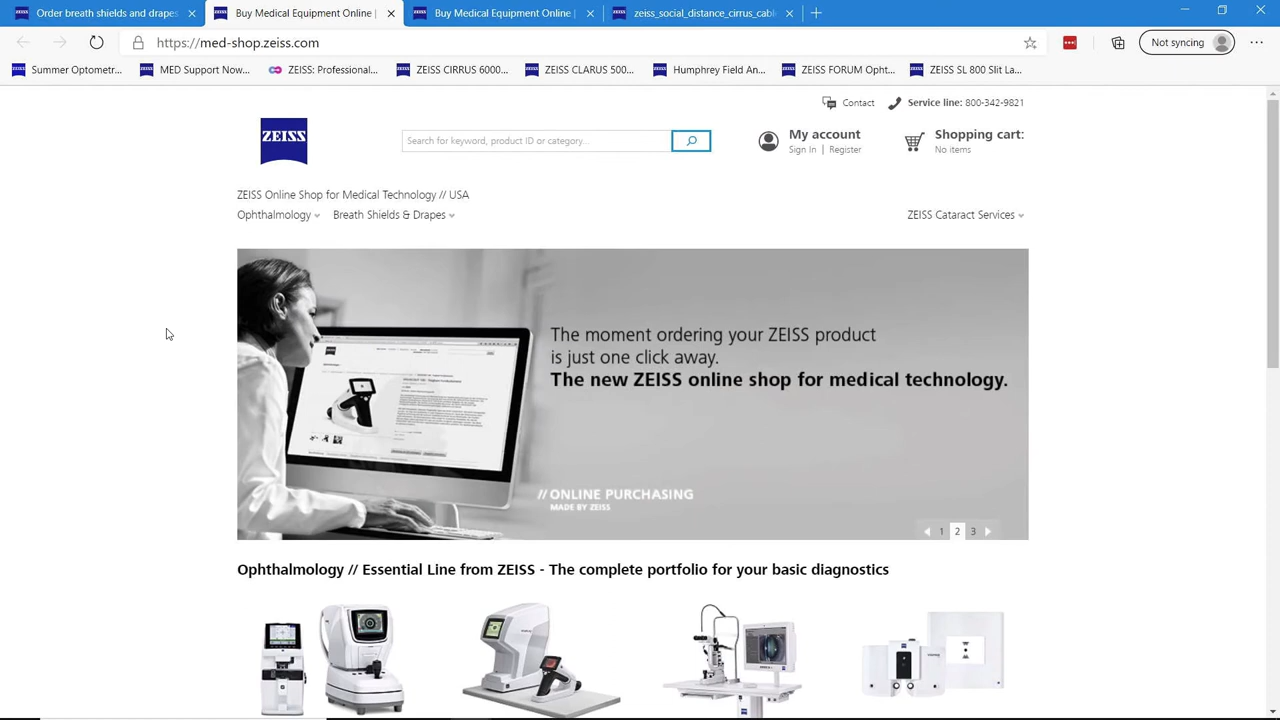 Order breath shields and drapes
Buy Medical Equipment Online |
Buy Medical Equipment Online |
zeiss_social_distance_cirrus_cabl
https://med-shop.zeiss.com
Not syncing
Summer Optometr...
MED Support Now...
ZEISS: Professional...
ZEISS CIRRUS 6000...
ZEISS CLARUS 500...
Humphrey Field An...
ZEISS FORUM Opht...
ZEISS SL 800 Slit La...
Contact
Service line: 800-342-9821
ZEISS
Search for keyword, product ID or category...
My account
Sign In | Register
Shopping cart:
No items
ZEISS Online Shop for Medical Technology // USA
Ophthalmology
Breath Shields & Drapes
ZEISS Cataract Services
The moment ordering your ZEISS product
is just one click away.
The new ZEISS online shop for medical technology.
// ONLINE PURCHASING
MADE BY ZEISS
1 2 3
Ophthalmology // Essential Line from ZEISS - The complete portfolio for your basic diagnostics